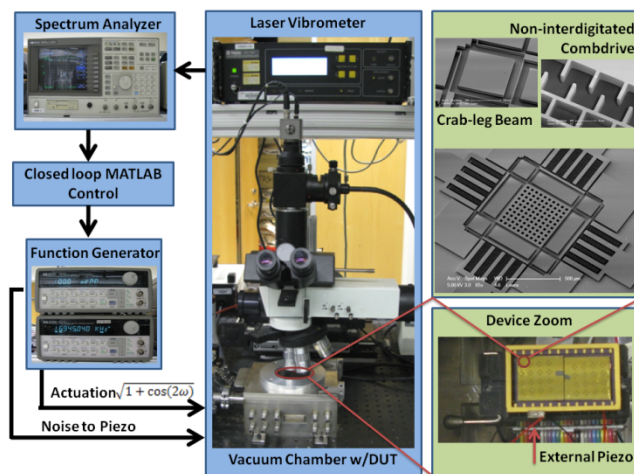 Spectrum Analyzer
Laser Vibrometer
Non-interdigitated
Combdrive
Crab-leg Beam
Closed loop MATLAB
Control
Function Generator
Actuation√1 + cos(2ω)
Noise to Piezo
Vacuum Chamber w/DUT
Device Zoom
External Piezo